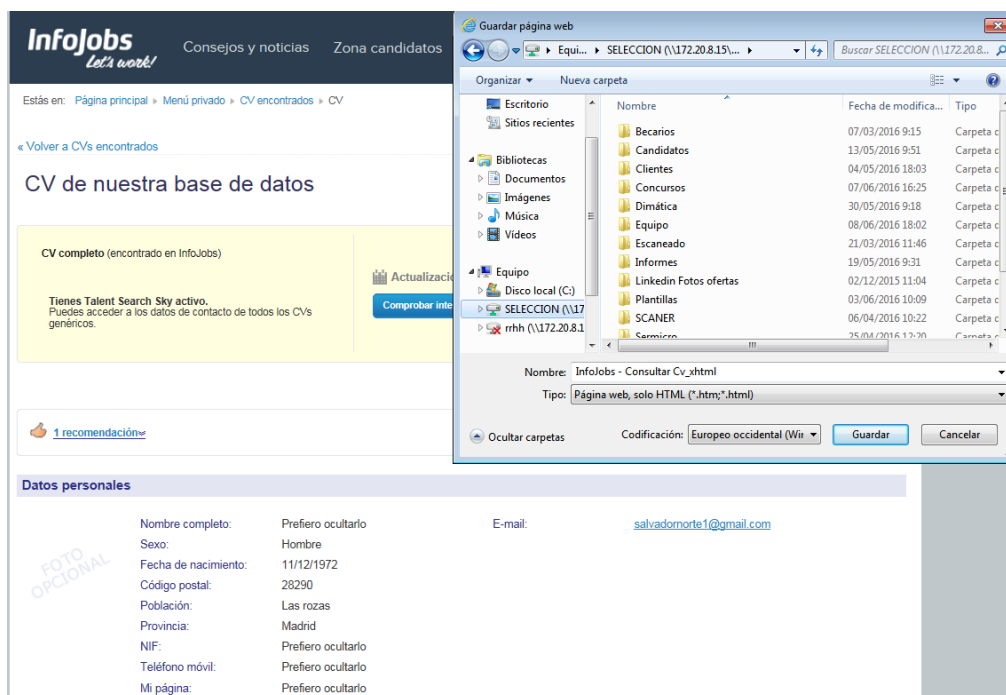 InfoJobs
Let's work!
Consejos y noticias Zona candidatos
Estás en: Página principal » Menú privado » CV encontrados » CV
« Volver a CVs encontrados
CV de nuestra base de datos
CV completo (encontrado en InfoJobs)
Tienes Talent Search Sky activo.
Puedes acceder a los datos de contacto de todos los CVs
genéricos.
Actualizacio
Comprobar inte
1 recomendación
Guardar página web
Equi... SELECCION (\\172.20.8.15\...
Buscar SELECCION (\\172.20.8...
Organizar Nueva carpeta
Escritorio
Sitios recientes
Bibliotecas
Documentos
Imágenes
Música
Vídeos
Equipo
Disco local (C:)
SELECCION (\\17
rrhh (\\172.20.8.1
Nombre Fecha de modifica... Tipo
Becarios 07/03/2016 9:15 Carpeta d
Candidatos 13/05/2016 9:51 Carpeta d
Clientes 04/05/2016 18:03 Carpeta d
Concursos 07/06/2016 16:25 Carpeta d
Dimática 30/05/2016 9:18 Carpeta d
Equipo 08/06/2016 18:02 Carpeta d
Escaneado 21/03/2016 11:46 Carpeta d
Informes 19/05/2016 9:31 Carpeta d
Linkedin Fotos ofertas 02/12/2015 11:04 Carpeta d
Plantillas 03/06/2016 10:09 Carpeta d
SCANER 06/04/2016 10:22 Carpeta d
Sermicro 25/04/2016 12:20 Carpeta d
Nombre: InfoJobs - Consultar Cv_xhtml
Tipo: Página web, solo HTML (*.htm;*.html)
Ocultar carpetas Codificación: Europeo occidental (Wir Guardar Cancelar
Datos personales
FOTO
OPCIONAL
Nombre completo: Prefiero ocultarlo E-mail: salvadornorte1@gmail.com
Sexo: Hombre
Fecha de nacimiento: 11/12/1972
Código postal: 28290
Población: Las rozas
Provincia: Madrid
NIF: Prefiero ocultarlo
Teléfono móvil: Prefiero ocultarlo
Mi página: Prefiero ocultarlo